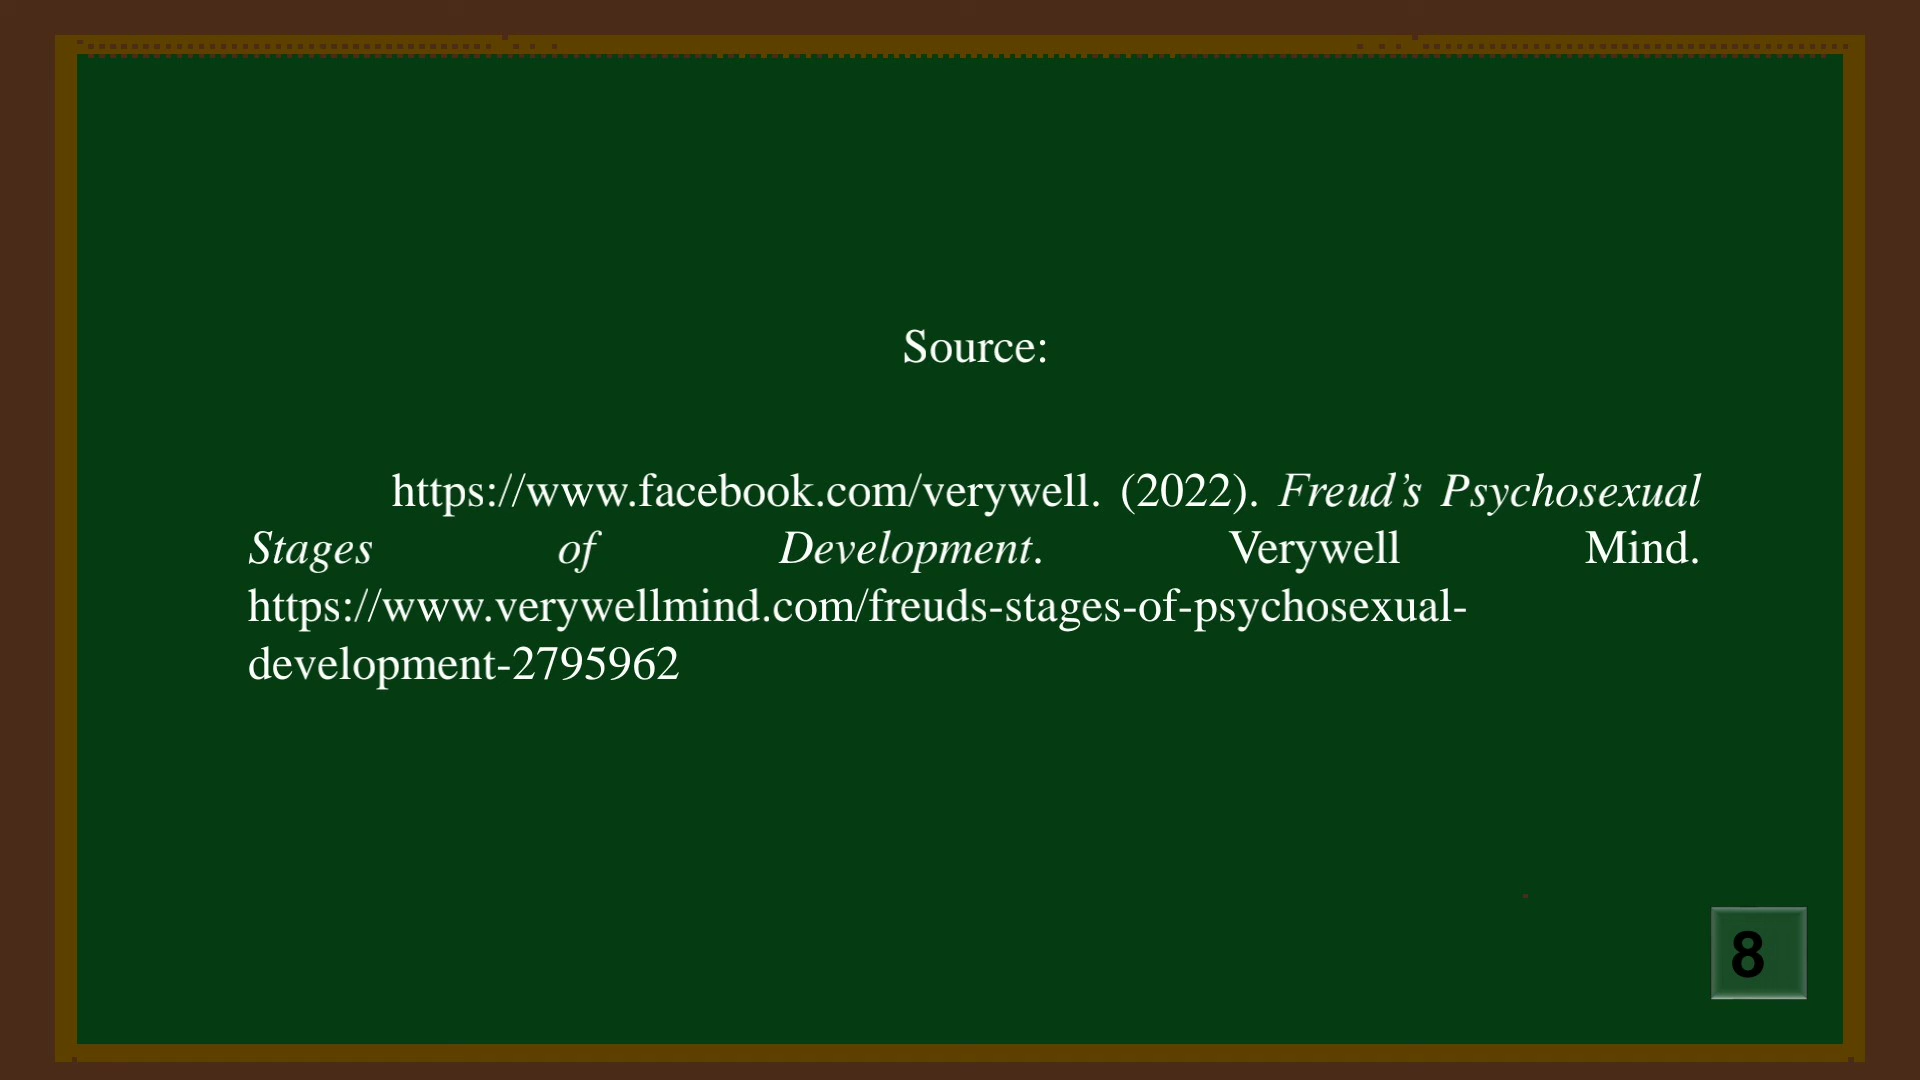 Source:
https://www.facebook.com/verywell. (2022). Freud’s Psychosexual
Stages of Development. Verywell Mind.
https://www.verywellmind.com/freuds-stages-of-psychosexual-
development-2795962
8